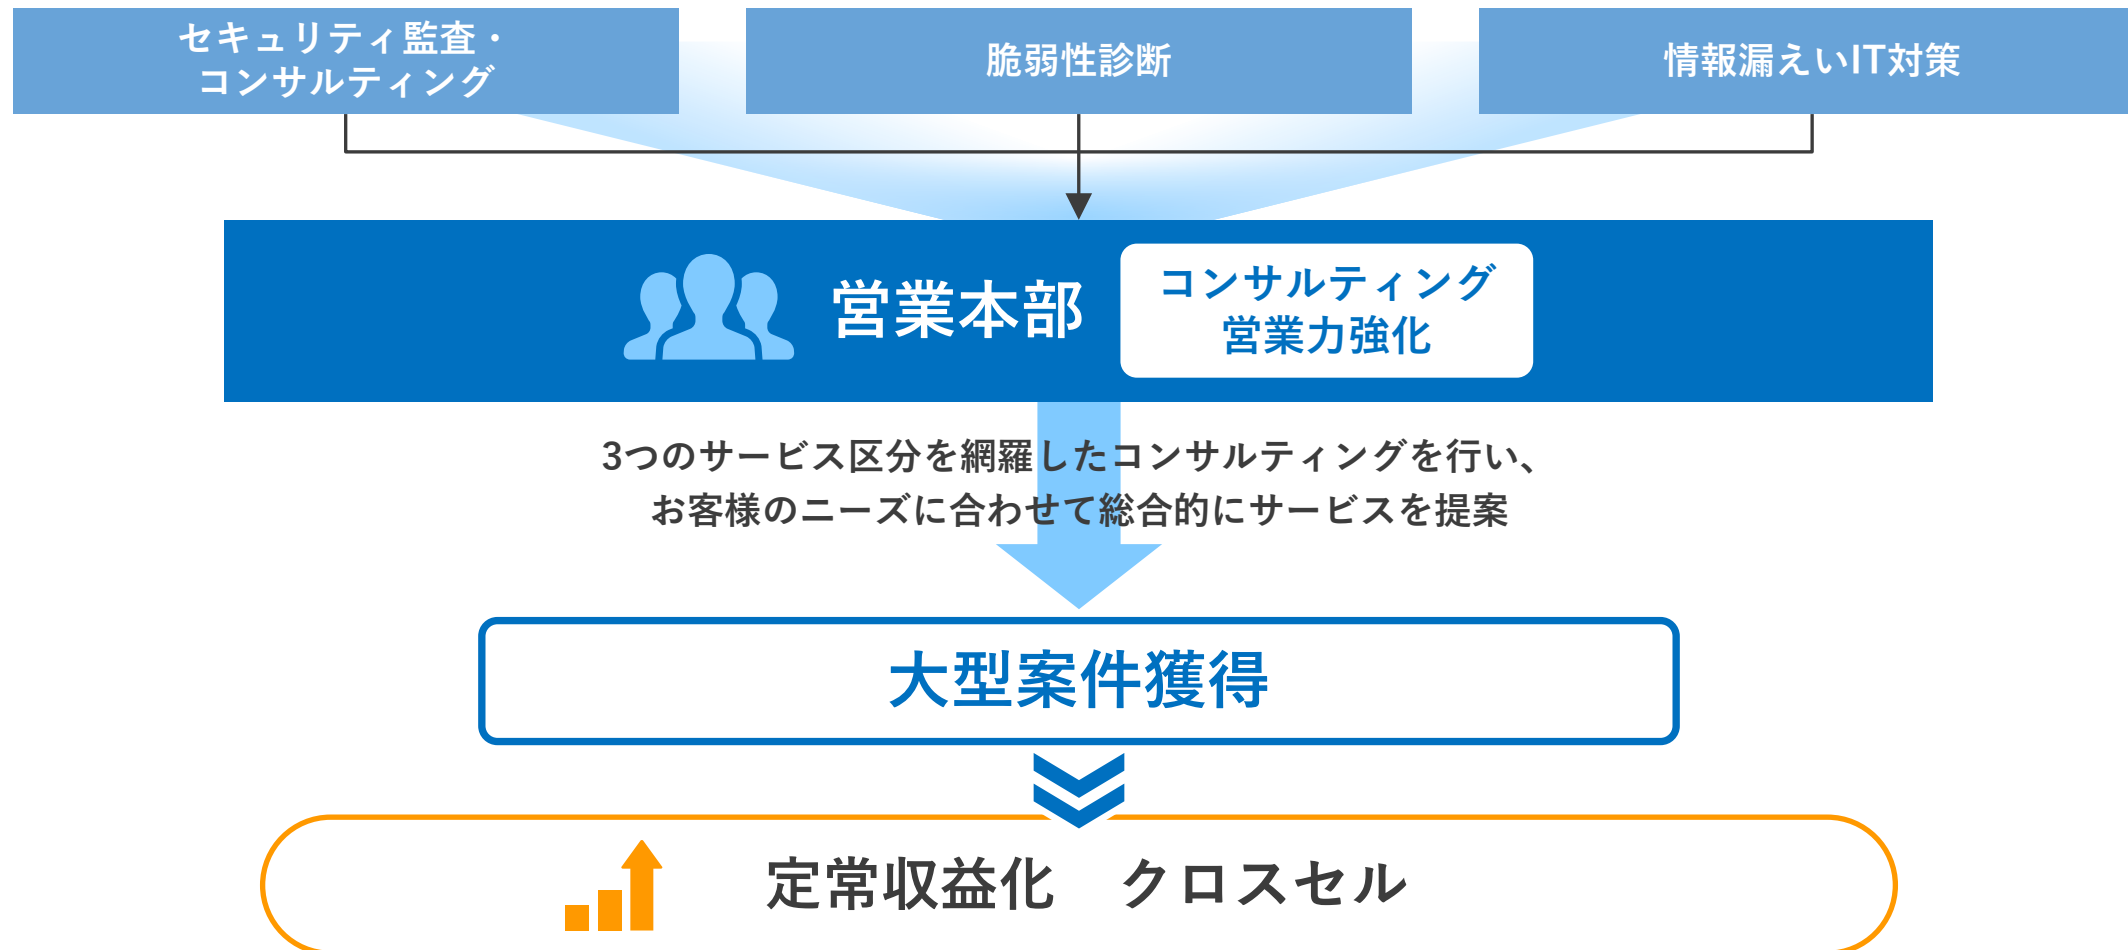 セキュリティ監査・
コンサルティング
脆弱性診断
情報漏えいIT対策
営業本部
コンサルティング
営業力強化
3つのサービス区分を網羅したコンサルティングを行い、
お客様のニーズに合わせて総合的にサービスを提案
大型案件獲得
定常収益化　クロスセル